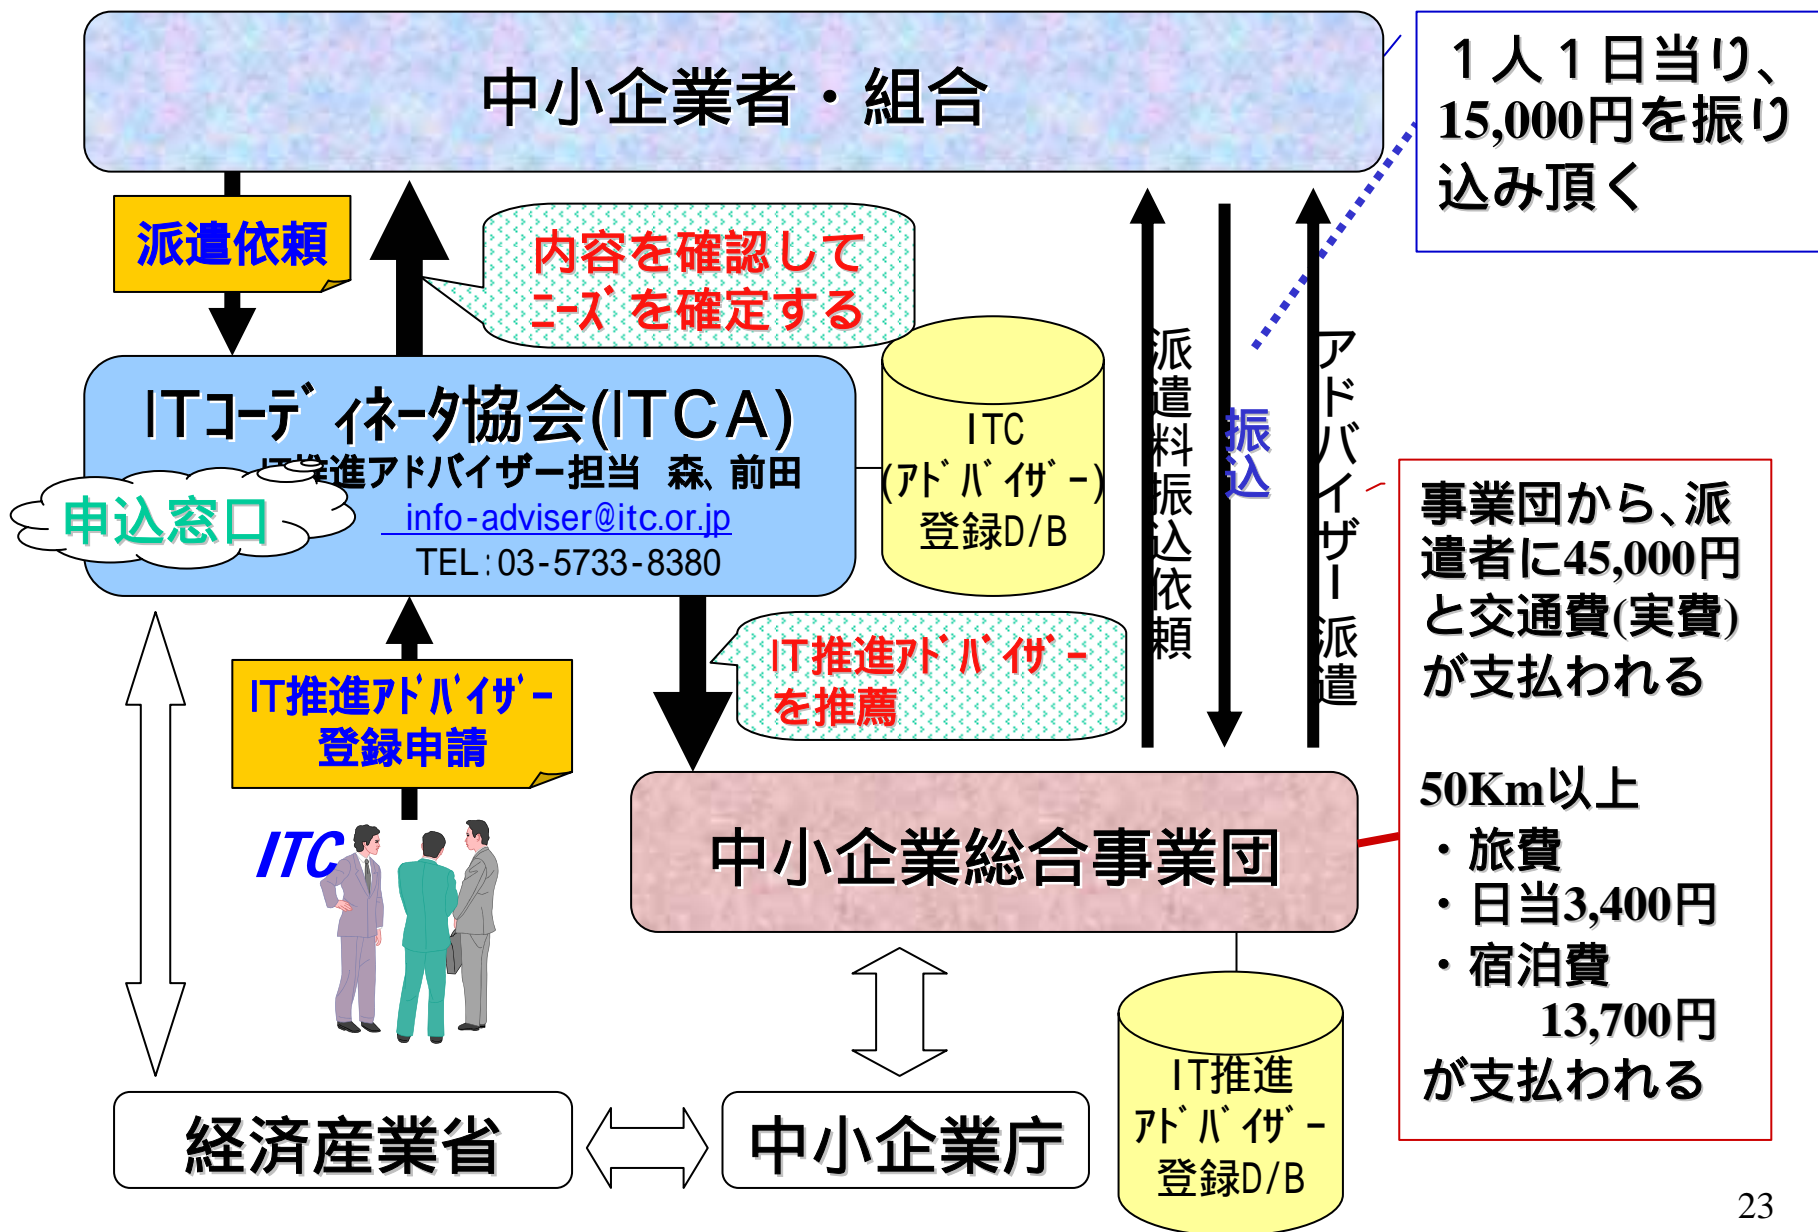 中小企業者・組合
１人１日当り、
15,000円を振り
込み頂く
派遣依頼
内容を確認して
ﾆｰｽﾞを確定する
ITｺｰﾃﾞｨﾈｰﾀ協会(ITCA)
IT推進アドバイザー担当　森、前田
info-adviser@itc.or.jp
TEL:03-5733-8380
申込窓口
ITC
(ｱﾄﾞﾊﾞｲｻﾞｰ)
登録D/B
派遣料振込依頼
振込
アドバイザー派遣
事業団から、派
遣者に45,000円
と交通費(実費)
が支払われる
50Km以上
・旅費
・日当3,400円
・宿泊費
13,700円
が支払われる
IT推進ｱﾄﾞﾊﾞｲｻﾞｰ
を推薦
IT推進ｱﾄﾞﾊﾞｲｻﾞｰ
登録申請
ITC
中小企業総合事業団
IT推進
ｱﾄﾞﾊﾞｲｻﾞｰ
登録D/B
経済産業省
中小企業庁
23